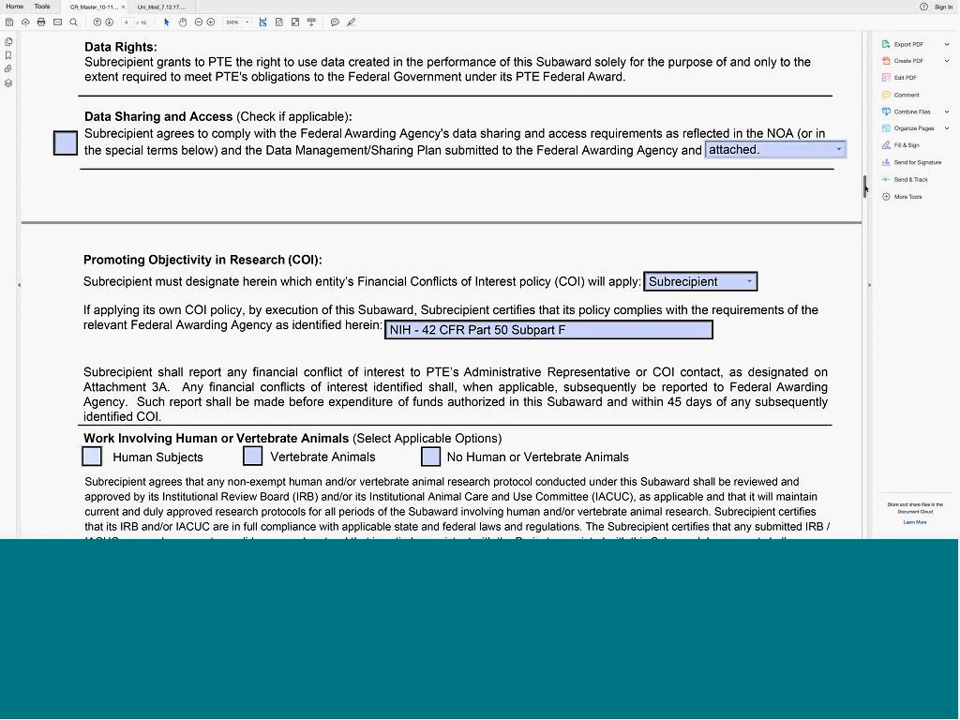 Home Tools CR_Master_10-11... × Uni_Mod_7.12.17.... Sign In
Data Rights:
Subrecipient grants to PTE the right to use data created in the performance of this Subaward solely for the purpose of and only to the
extent required to meet PTE's obligations to the Federal Government under its PTE Federal Award.
Data Sharing and Access (Check if applicable):
Subrecipient agrees to comply with the Federal Awarding Agency's data sharing and access requirements as reflected in the NOA (or in
the special terms below) and the Data Management/Sharing Plan submitted to the Federal Awarding Agency and attached.
Promoting Objectivity in Research (COI):
Subrecipient must designate herein which entity's Financial Conflicts of Interest policy (COI) will apply: Subrecipient
If applying its own COI policy, by execution of this Subaward, Subrecipient certifies that its policy complies with the requirements of the
relevant Federal Awarding Agency as identified herein: NIH - 42 CFR Part 50 Subpart F
Subrecipient shall report any financial conflict of interest to PTE's Administrative Representative or COI contact, as designated on
Attachment 3A. Any financial conflicts of interest identified shall, when applicable, subsequently be reported to Federal Awarding
Agency. Such report shall be made before expenditure of funds authorized in this Subaward and within 45 days of any subsequently
identified COI.
Work Involving Human or Vertebrate Animals (Select Applicable Options)
Human Subjects Vertebrate Animals No Human or Vertebrate Animals
Subrecipient agrees that any non-exempt human and/or vertebrate animal research protocol conducted under this Subaward shall be reviewed and
approved by its Institutional Review Board (IRB) and/or its Institutional Animal Care and Use Committee (IACUC), as applicable and that it will maintain
current and duly approved research protocols for all periods of the Subaward involving human and/or vertebrate animal research. Subrecipient certifies
that its IRB and/or IACUC are in full compliance with applicable state and federal laws and regulations. The Subrecipient certifies that any submitted IRB /
Export PDF
Create PDF
Edit PDF
Comment
Combine Files
Organize Pages
Fill & Sign
Send for Signature
Send & Track
More Tools
Store and share files in the
Document Cloud
Learn More